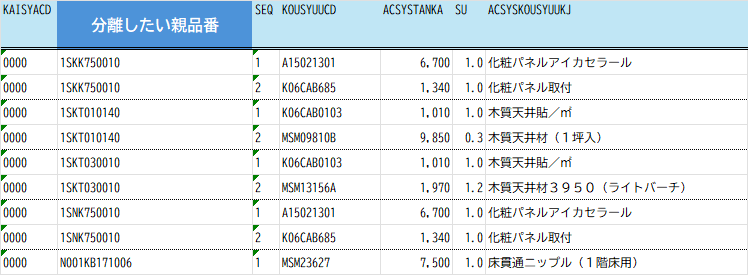 KAISYACD 分離したい親品番 SEQ KOUSYUUCD ACSYSTANKA SU ACSYSKOUSYUUKJ
0000 1SKK750010 1 A15021301 6,700 1.0 化粧パネルアイカセラール
0000 1SKK750010 2 K06CAB685 1,340 1.0 化粧パネル取付
0000 1SKT010140 1 K06CAB0103 1,010 1.0 木質天井貼／㎡
0000 1SKT010140 2 MSM09810B 9,850 0.3 木質天井材（１坪入）
0000 1SKT030010 1 K06CAB0103 1,010 1.0 木質天井貼／㎡
0000 1SKT030010 2 MSM13156A 1,970 1.2 木質天井材３９５０（ライトバーチ）
0000 1SNK750010 1 A15021301 6,700 1.0 化粧パネルアイカセラール
0000 1SNK750010 2 K06CAB685 1,340 1.0 化粧パネル取付
0000 N001KB171006 1 MSM23627 7,500 1.0 床貫通ニップル（１階床用）